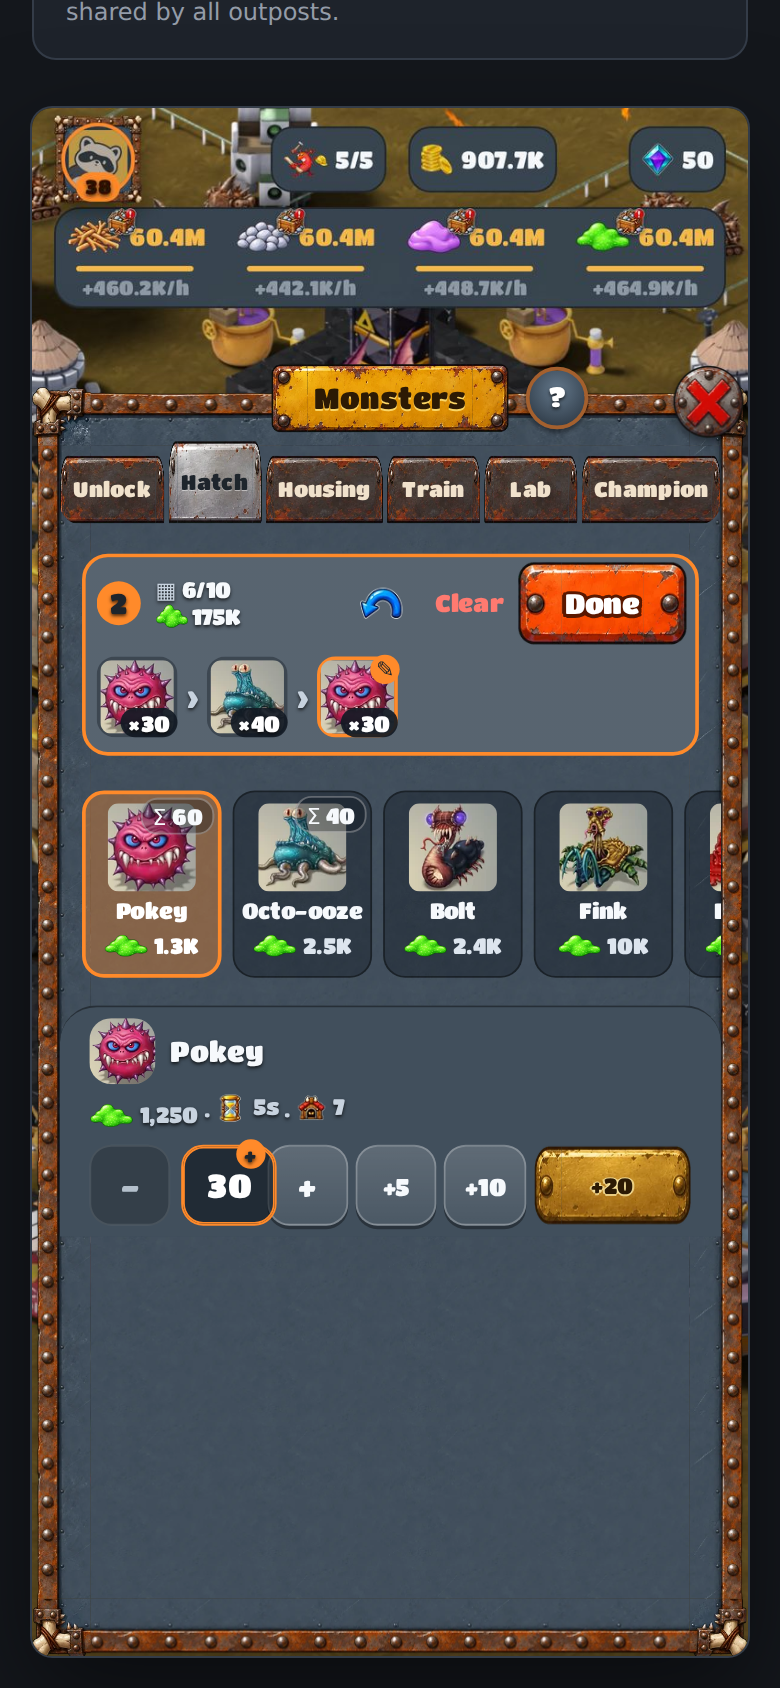 shared by all outposts.
38
5/5
907.7K
50
60.4M
60.4M
60.4M
60.4M
+460.2K/h
+442.1K/h
+448.7K/h
+464.9K/h
Monsters
?
Unlock
Hatch
Housing
Train
Lab
Champion
2
6/10
175K
Clear
Done
×30
×40
×30
Σ 60
Σ 40
Pokey
Octo-ooze
Bolt
Fink
1.3K
2.5K
2.4K
10K
Pokey
1,250 · 5s . 7
-
30
+
+5
+10
+20